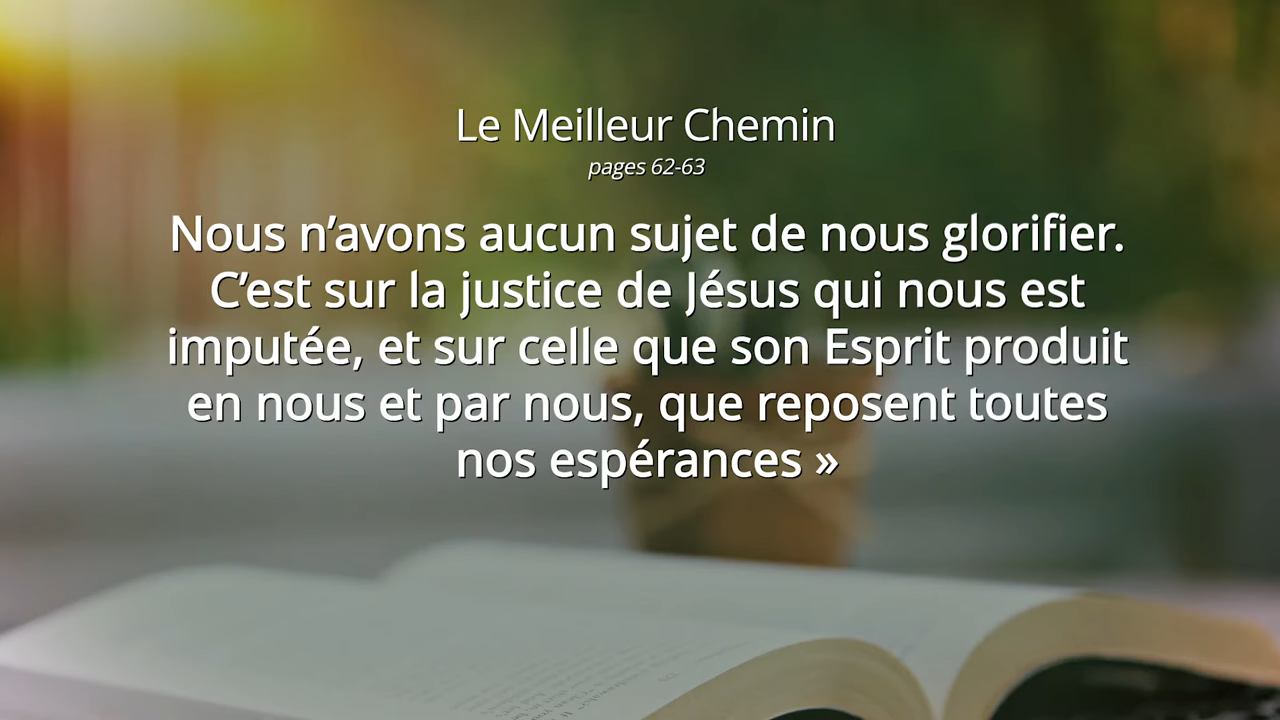 Le Meilleur Chemin
pages 62-63
Nous n’avons aucun sujet de nous glorifier.
C’est sur la justice de Jésus qui nous est
imputée, et sur celle que son Esprit produit
en nous et par nous, que reposent toutes
nos espérances »